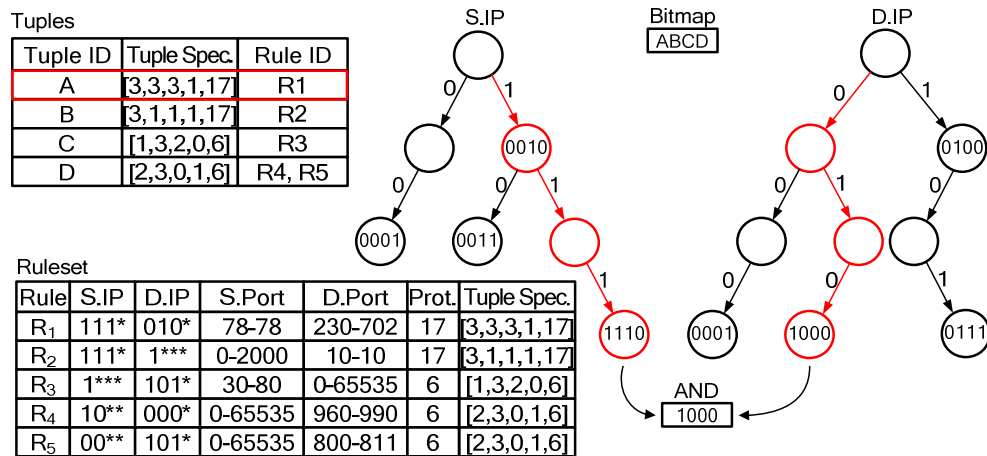 Tuples
Tuple ID Tuple Spec. Rule ID
A [3,3,3,1,17] R1
B [3,1,1,1,17] R2
C [1,3,2,0,6] R3
D [2,3,0,1,6] R4, R5
S.IP
0 1
0010
0 0 1
0001 0011
1
1110
Bitmap
ABCD
D.IP
0 1
0100
0 1 0
0 0 1
0001 1000 0111
AND
1000
Ruleset
Rule S.IP D.IP S.Port D.Port Prot. Tuple Spec.
R1 111* 010* 78-78 230-702 17 [3,3,3,1,17]
R2 111* 1*** 0-2000 10-10 17 [3,1,1,1,17]
R3 1*** 101* 30-80 0-65535 6 [1,3,2,0,6]
R4 10** 000* 0-65535 960-990 6 [2,3,0,1,6]
R5 00** 101* 0-65535 800-811 6 [2,3,0,1,6]